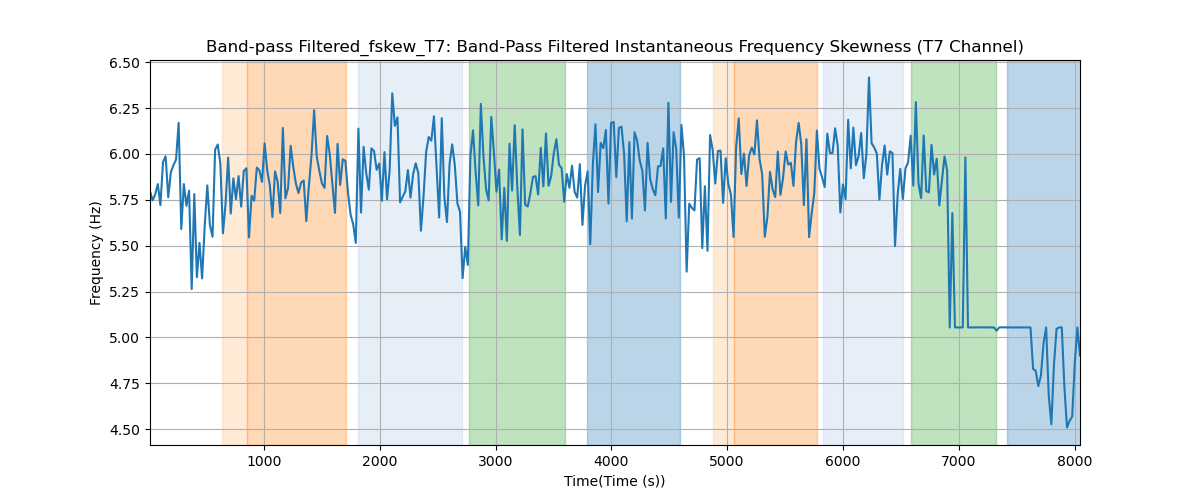 Band-pass Filtered_fskew_T7: Band-Pass Filtered Instantaneous Frequency Skewness (T7 Channel)
6.50
6.25
6.00
5.75
5.50
5.25
5.00
4.75
4.50
Frequency (Hz)
1000 2000 3000 4000 5000 6000 7000 8000
Time(Time (s))